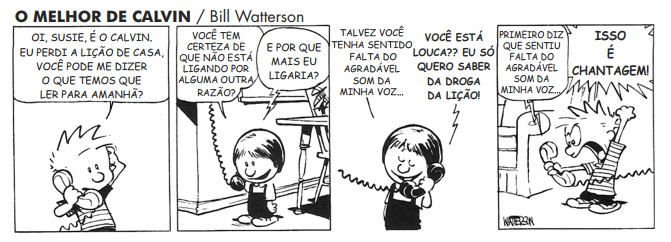 O MELHOR DE CALVIN / Bill Watterson
OI, SUSIE, É O CALVIN.
EU PERDI A LIÇÃO DE CASA,
VOCÊ PODE ME DIZER
O QUE TEMOS QUE
LER PARA AMANHÃ?
VOCÊ TEM
CERTEZA DE
QUE NÃO ESTÁ
LIGANDO POR
ALGUMA OUTRA
RAZÃO?
E POR QUE
MAIS EU
LIGARIA?
TALVEZ VOCÊ
TENHA SENTIDO
FALTA DO
AGRADÁVEL
SOM DA
MINHA VOZ...
VOCÊ ESTÁ
LOUCA?? EU SÓ
QUERO SABER
DA DROGA
DA LIÇÃO!
PRIMEIRO DIZ
QUE SENTIU
FALTA DO
AGRADÁVEL
SOM DA
MINHA VOZ...
ISSO
É
CHANTAGEM!
WATTERSON